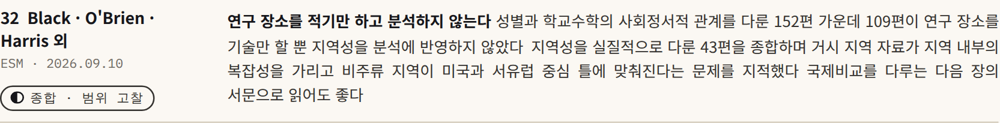 32 Black · O'Brien ·
Harris 외
ESM · 2026.09.10
종합 · 범위 고찰
연구 장소를 적기만 하고 분석하지 않는다 성별과 학교수학의 사회정서적 관계를 다룬 152편 가운데 109편이 연구 장소를
기술만 할 뿐 지역성을 분석에 반영하지 않았다 지역성을 실질적으로 다룬 43편을 종합하며 거시 지역 자료가 지역 내부의
복잡성을 가리고 비주류 지역이 미국과 서유럽 중심 틀에 맞춰진다는 문제를 지적했다 국제비교를 다루는 다음 장의
서문으로 읽어도 좋다